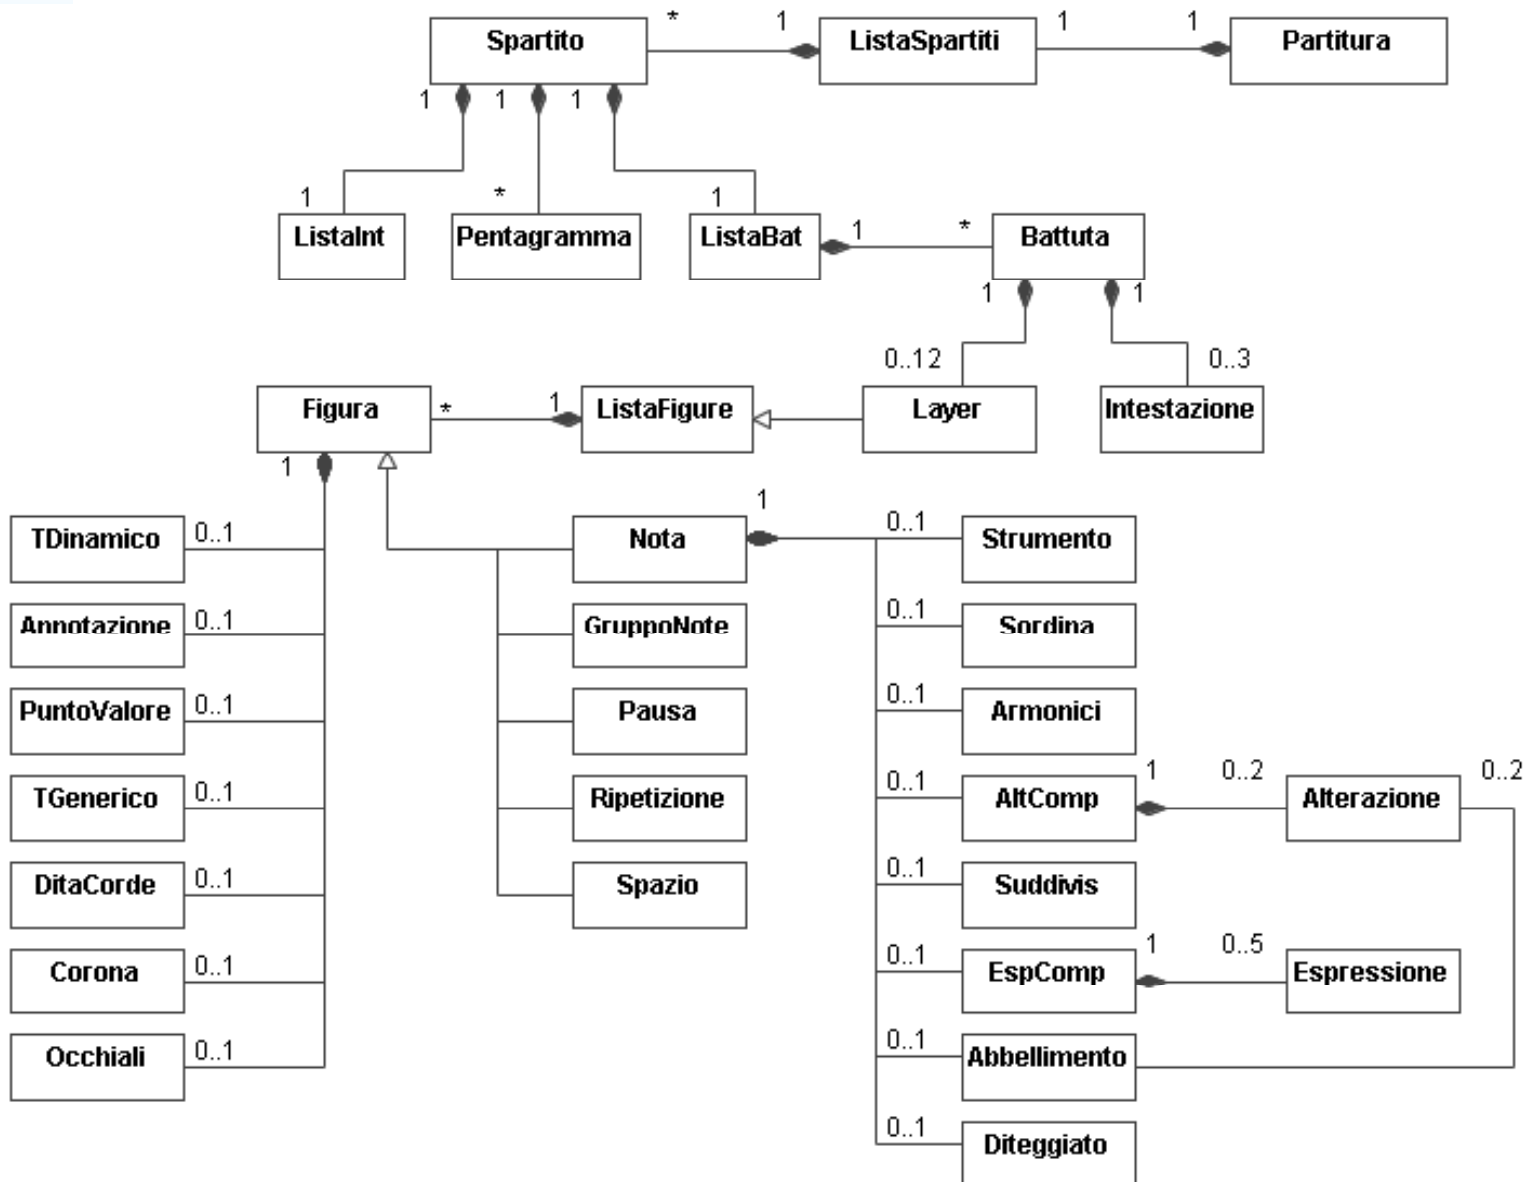 * 1 1 1
Spartito ListaSpartiti Partitura
1 1 1
1 * 1 1 *
ListaInt Pentagramma ListaBat Battuta
1 1
0..12 0..3
Figura * 1 ListaFigure Layer Intestazione
1
1
TDinamico 0..1 Nota 0..1 Strumento
Annotazione 0..1 GruppoNote 0..1 Sordina
PuntoValore 0..1 Pausa 0..1 Armonici
1 0..2 0..2
TGenerico 0..1 Ripetizione 0..1 AltComp Alterazione
DitaCorde 0..1 Spazio 0..1 Suddivis
1 0..5
Corona 0..1 0..1 EspComp Espressione
Occhiali 0..1 0..1 Abbellimento
0..1 Diteggiato